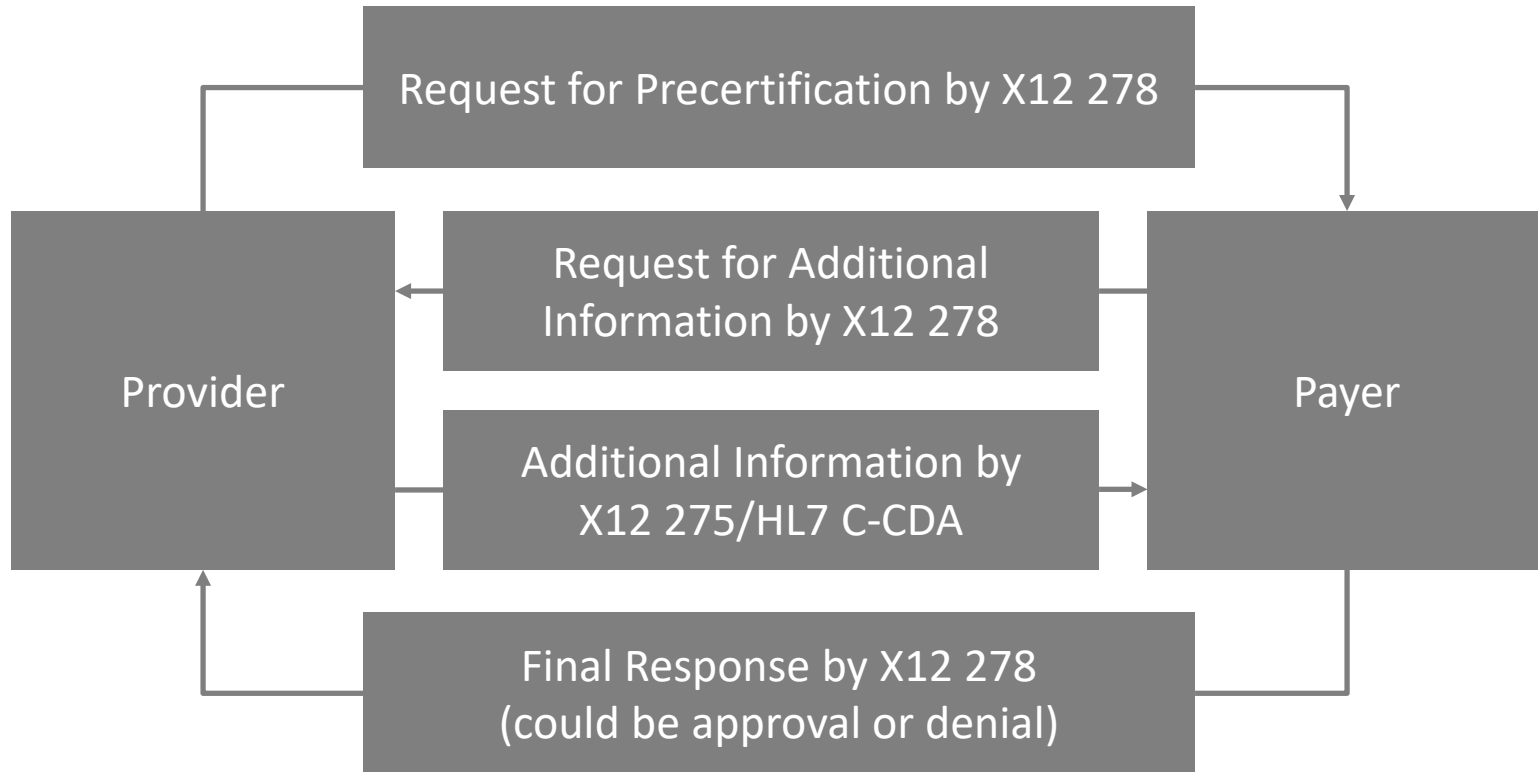 Request for Precertification by X12 278
Request for Additional
Information by X12 278
Provider
Payer
Additional Information by
X12 275/HL7 C-CDA
Final Response by X12 278
(could be approval or denial)